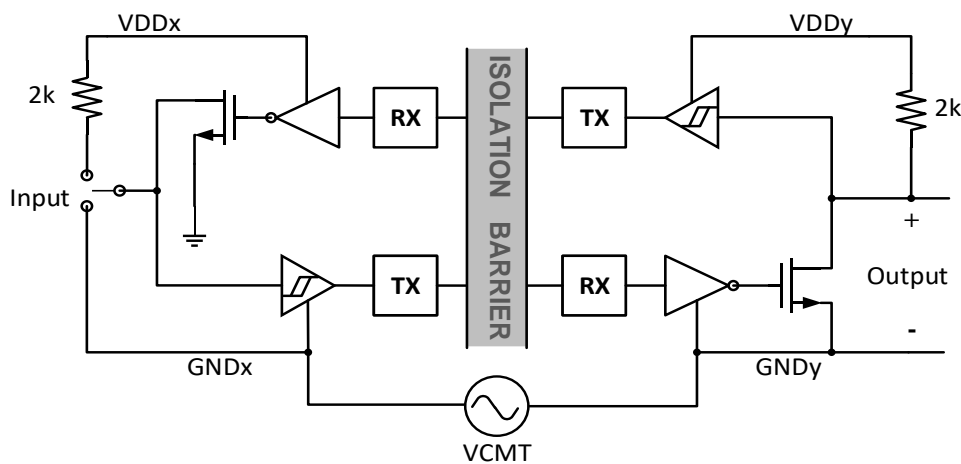 VDDx
VDDy
2k
2k
RX
TX
ISOLATION BARRIER
Input
+
TX
RX
Output
-
GNDx
GNDy
VCMT